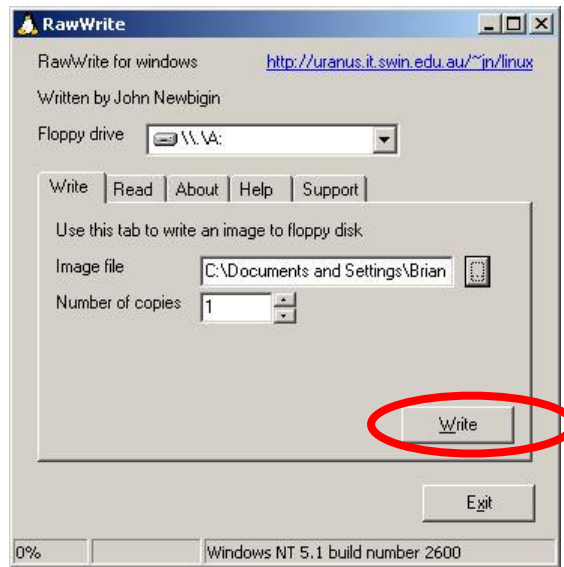 RawWrite
RawWrite for windows http://uranus.it.swin.edu.au/~jn/linux
Written by John Newbigin
Floppy drive \\.\A:
Write Read About Help Support
Use this tab to write an image to floppy disk
Image file C:\Documents and Settings\Brian
Number of copies 1
Write
Exit
0% Windows NT 5.1 build number 2600